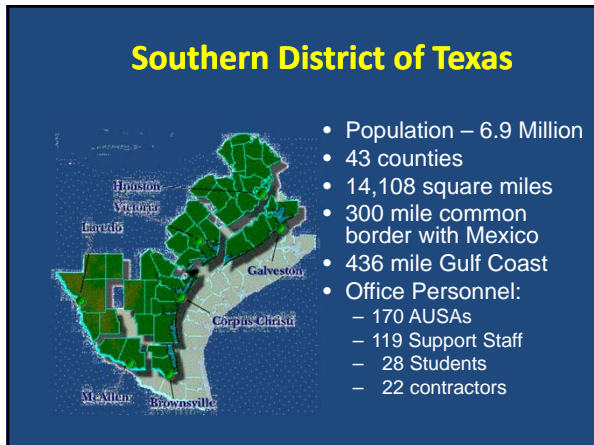 Southern District of Texas
Houston
Victoria
Laredo
Galveston
Corpus Christi
McAllen
Brownsville
• Population – 6.9 Million
• 43 counties
• 14,108 square miles
• 300 mile common
border with Mexico
• 436 mile Gulf Coast
• Office Personnel:
– 170 AUSAs
– 119 Support Staff
– 28 Students
– 22 contractors